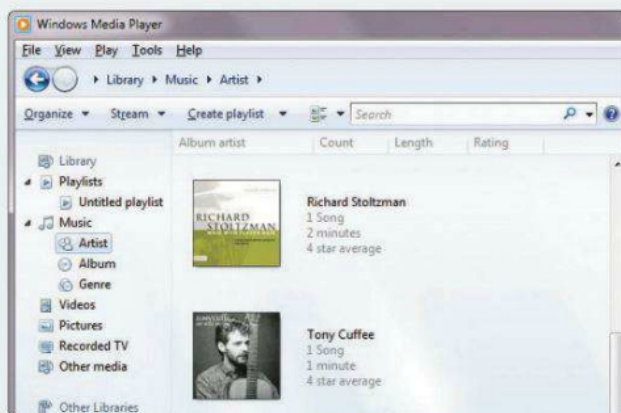 Windows Media Player
File View Play Tools Help
Library Music Artist
Organize Stream Create playlist Search
Album artist Count Length Rating
Library
Playlists
Untitled playlist
Music
Artist
Album
Genre
Videos
Pictures
Recorded TV
Other media
Other Libraries
RICHARD
STOLTZMAN
Richard Stoltzman
1 Song
2 minutes
4 star average
Tony Cuffee
1 Song
1 minute
4 star average